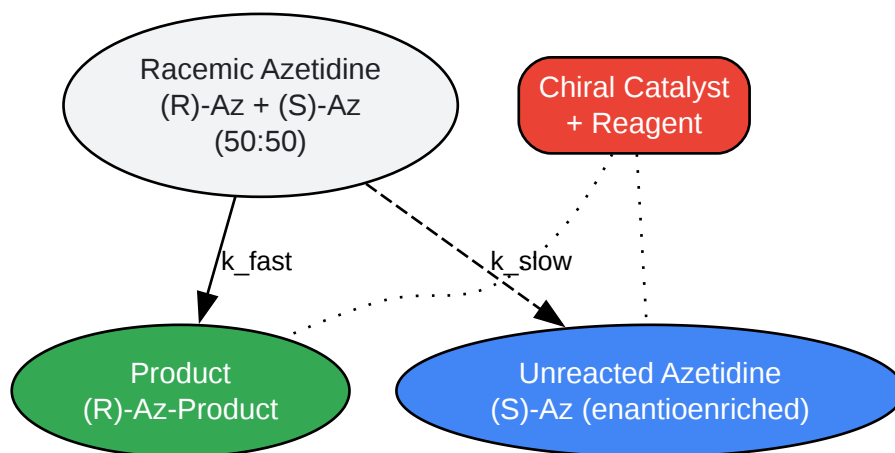 Racemic Azetidine
(R)-Az + (S)-Az
(50:50)
Chiral Catalyst
+ Reagent
k_fast
k_slow
Product
(R)-Az-Product
Unreacted Azetidine
(S)-Az (enantioenriched)